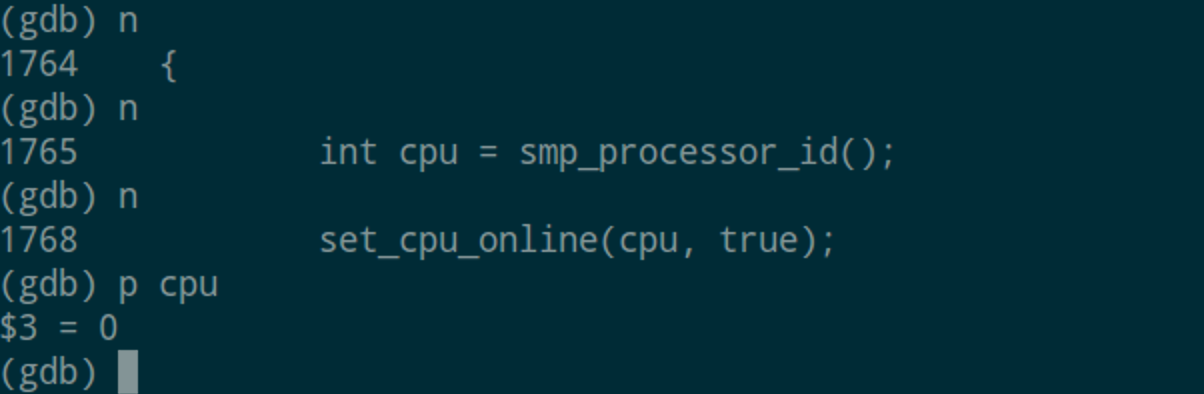 (gdb) n
1764    {
(gdb) n
1765            int cpu = smp_processor_id();
(gdb) n
1768            set_cpu_online(cpu, true);
(gdb) p cpu
$3 = 0
(gdb)